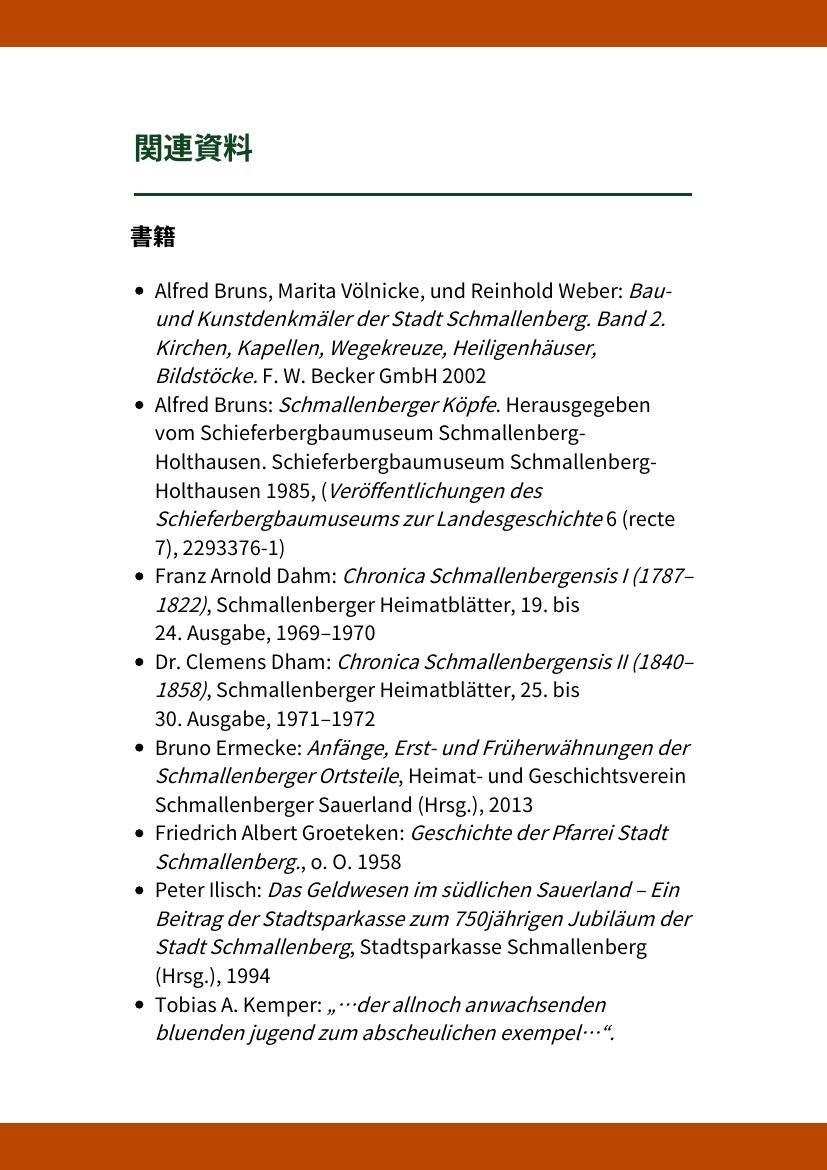 関連資料
書籍
• Alfred Bruns, Marita Völnicke, und Reinhold Weber: Bau-
und Kunstdenkmäler der Stadt Schmallenberg. Band 2.
Kirchen, Kapellen, Wegekreuze, Heiligenhäuser,
Bildstöcke. F. W. Becker GmbH 2002
• Alfred Bruns: Schmallenberger Köpfe. Herausgegeben
vom Schieferbergbaumuseum Schmallenberg-
Holthausen. Schieferbergbaumuseum Schmallenberg-
Holthausen 1985, (Veröffentlichungen des
Schieferbergbaumuseums zur Landesgeschichte 6 (recte
7), 2293376-1)
• Franz Arnold Dahm: Chronica Schmallenbergensis I (1787–
1822), Schmallenberger Heimatblätter, 19. bis
24. Ausgabe, 1969–1970
• Dr. Clemens Dham: Chronica Schmallenbergensis II (1840–
1858), Schmallenberger Heimatblätter, 25. bis
30. Ausgabe, 1971–1972
• Bruno Ermecke: Anfänge, Erst- und Früherwähnungen der
Schmallenberger Ortsteile, Heimat- und Geschichtsverein
Schmallenberger Sauerland (Hrsg.), 2013
• Friedrich Albert Groeteken: Geschichte der Pfarrei Stadt
Schmallenberg., o. O. 1958
• Peter Ilisch: Das Geldwesen im südlichen Sauerland – Ein
Beitrag der Stadtsparkasse zum 750jährigen Jubiläum der
Stadt Schmallenberg, Stadtsparkasse Schmallenberg
(Hrsg.), 1994
• Tobias A. Kemper: „…der allnoch anwachsenden
bluenden jugend zum abscheulichen exempel…“.